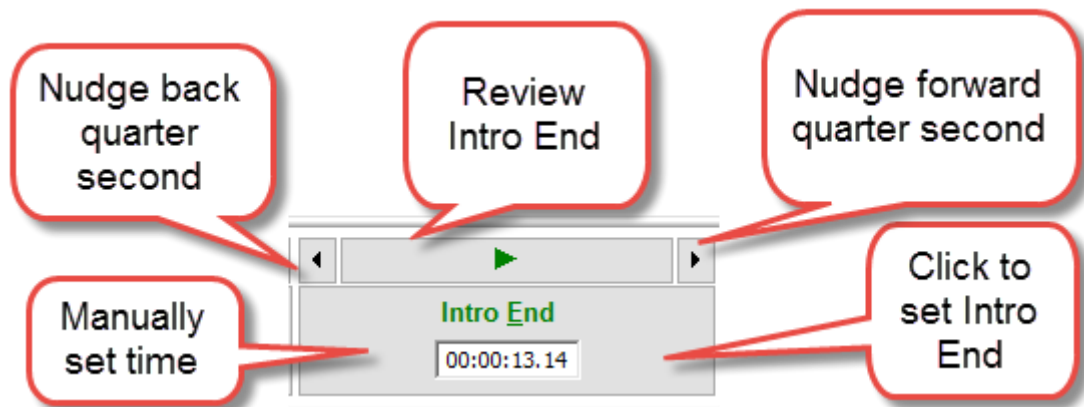 Nudge back
quarter
second
Review
Intro End
Nudge forward
quarter second
Manually
set time
Intro End
00:00:13.14
Click to
set Intro
End